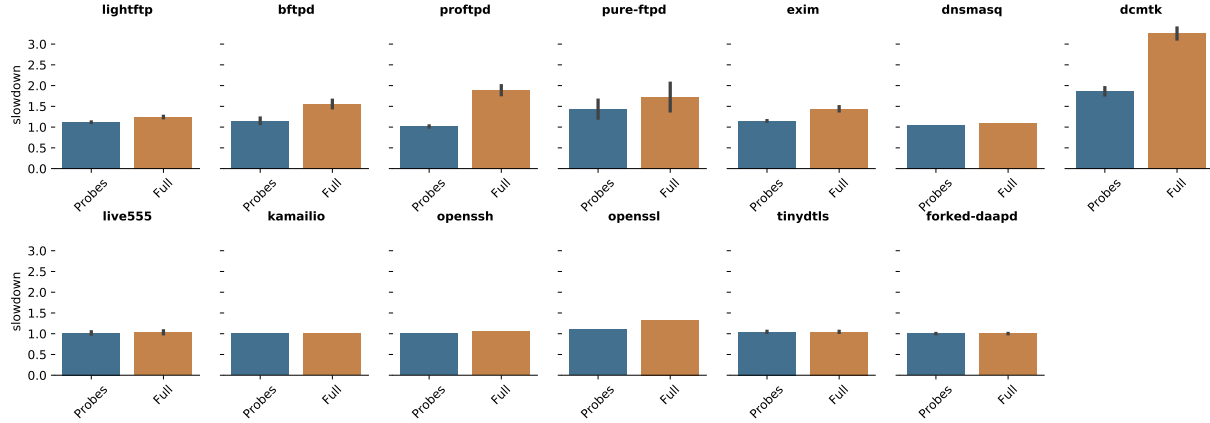 lightftp bftpd proftpd pure-ftpd exim dnsmasq dcmtk
slowdown
3.0
2.5
2.0
1.5
1.0
0.5
0.0
Probes Full Probes Full Probes Full Probes Full Probes Full Probes Full Probes Full
live555 kamailio openssh openssl tinydtls forked-daapd
slowdown
3.0
2.5
2.0
1.5
1.0
0.5
0.0
Probes Full Probes Full Probes Full Probes Full Probes Full Probes Full